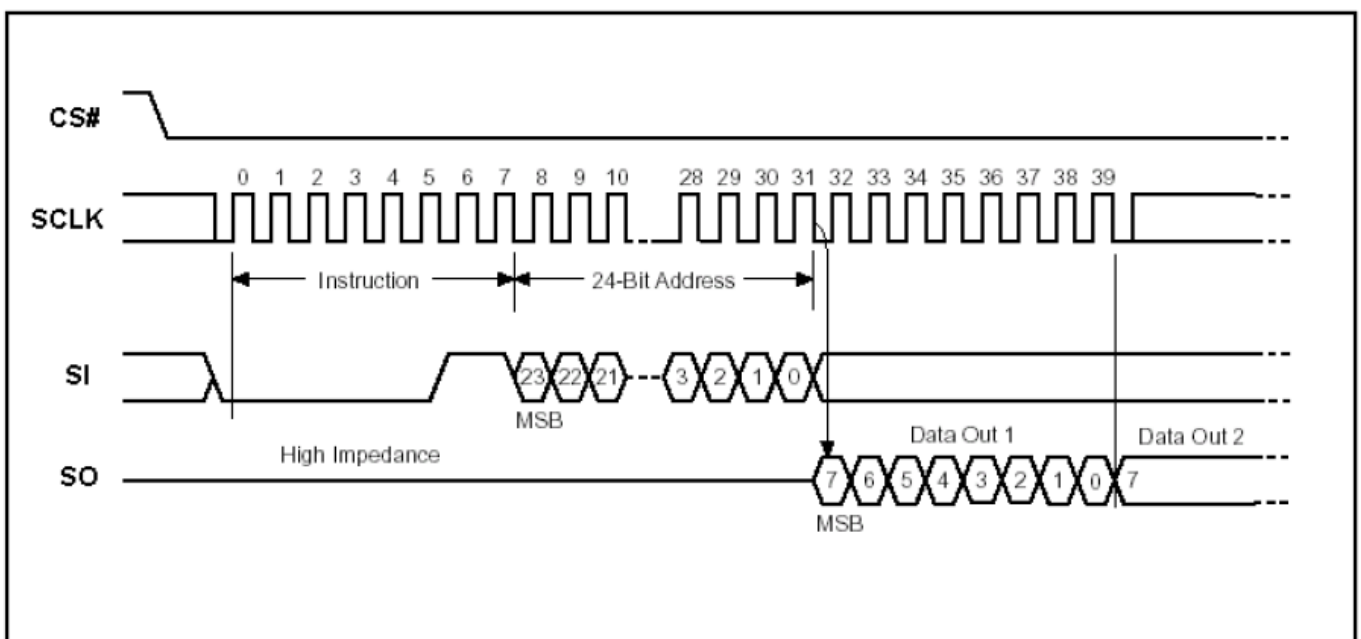 CS#
0 1 2 3 4 5 6 7 8 9 10 28 29 30 31 32 33 34 35 36 37 38 39
SCLK
Instruction 24-Bit Address
SI 23 22 21 3 2 1 0
MSB
High Impedance Data Out 1 Data Out 2
SO 7 6 5 4 3 2 1 0 7
MSB